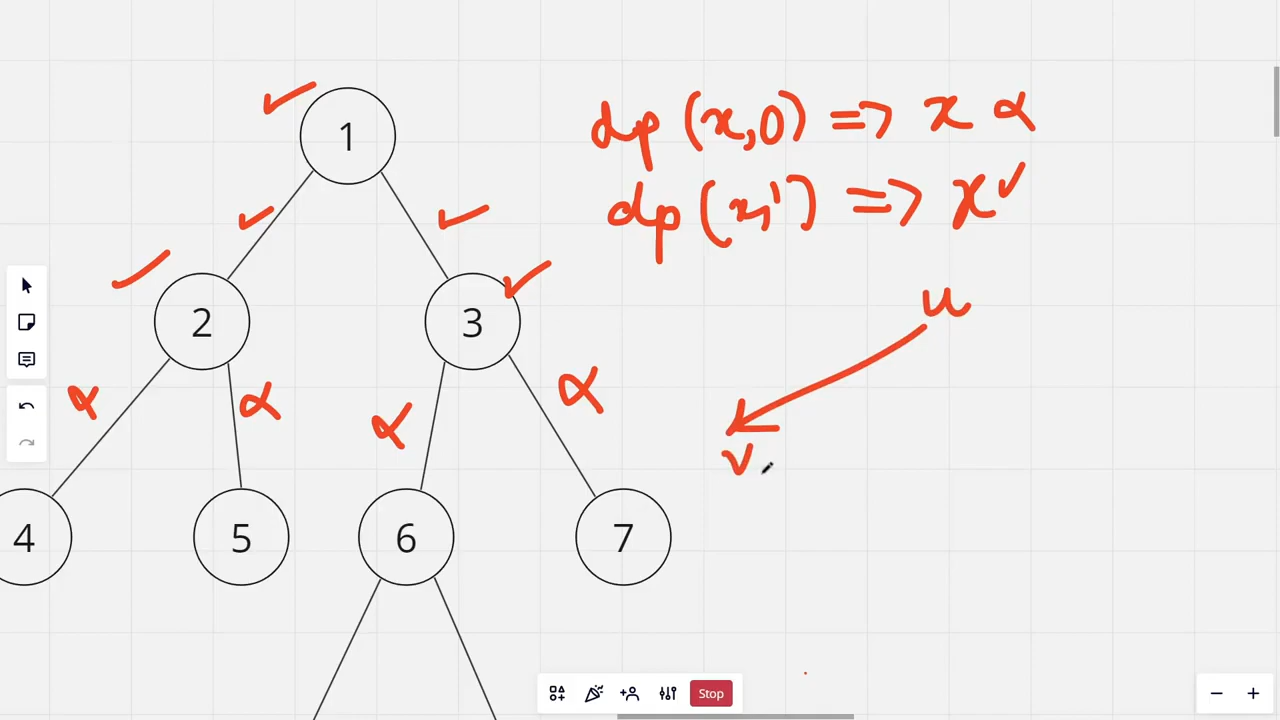 1
dp (x,0) => x α
dp (x,1) => x ✓
2
3
u
α
α
α
α
v
4
5
6
7
Stop